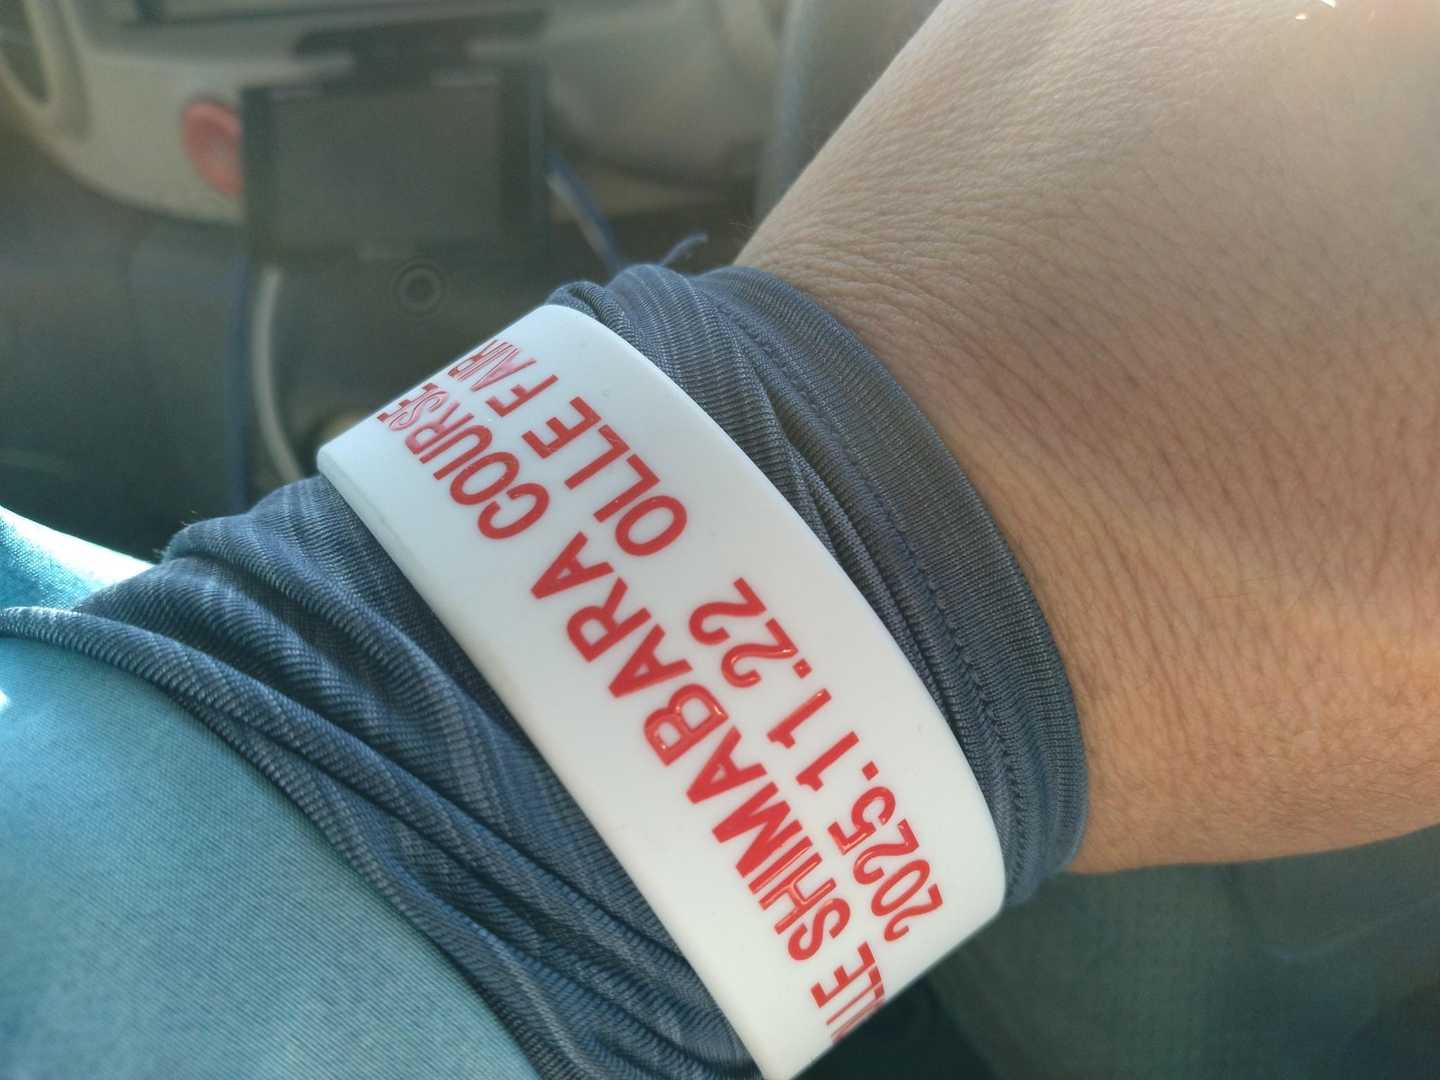 SHIMABARA COURSE
2025.11.22 OLLE FAIR